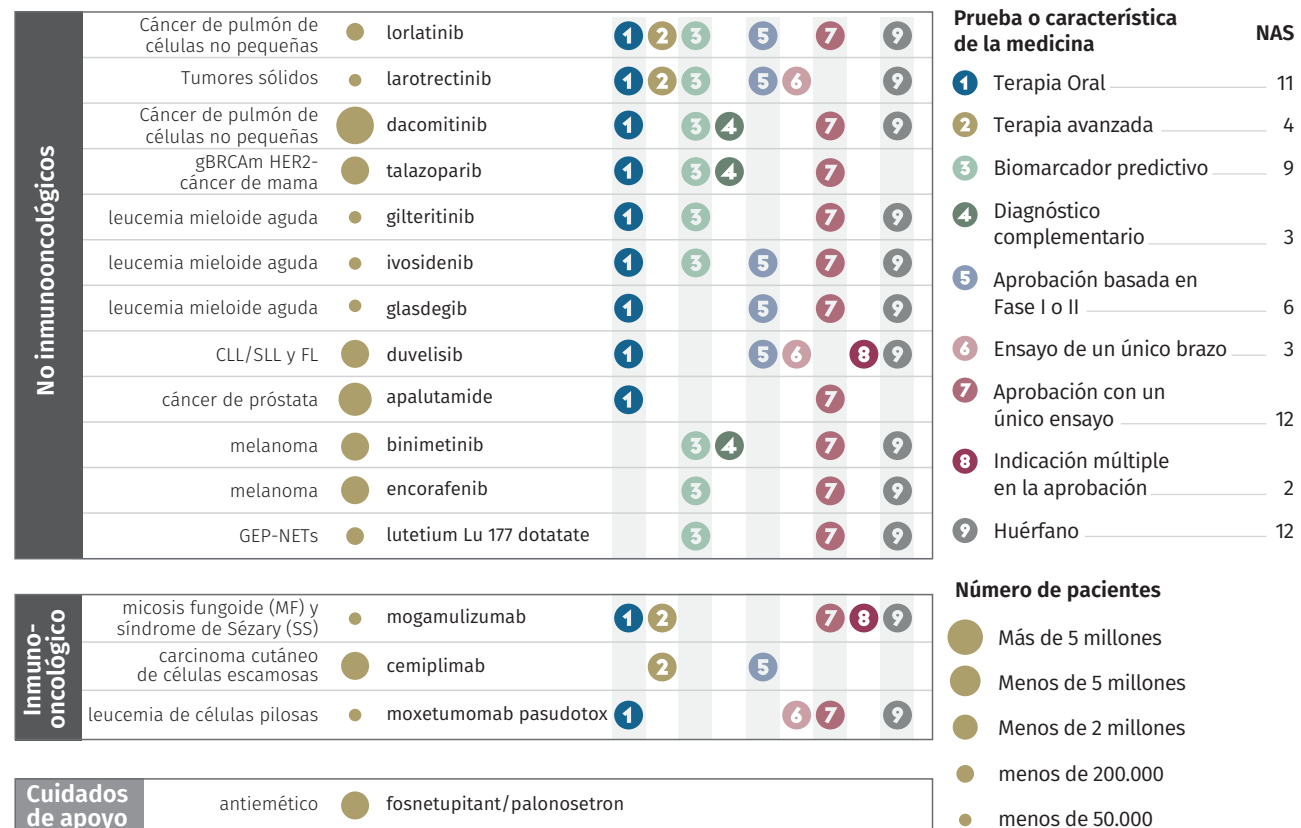 No inmunooncológicos
Cáncer de pulmón de
células no pequeñas
lorlatinib
1 2 3 5 7 9
Tumores sólidos
larotrectinib
1 2 3 5 6 9
Cáncer de pulmón de
células no pequeñas
dacomitinib
1 3 4 7 9
gBRCAm HER2-
cáncer de mama
talazoparib
1 3 4 7
leucemia mieloide aguda
gilteritinib
1 3 7 9
leucemia mieloide aguda
ivosidenib
1 3 5 7 9
leucemia mieloide aguda
glasdegib
1 5 7 9
CLL/SLL y FL
duvelisib
1 5 6 8 9
cáncer de próstata
apalutamide
1 7
melanoma
binimetinib
3 4 7 9
melanoma
encorafenib
3 7 9
GEP-NETs
lutetium Lu 177 dotatate
3 7 9
Inmuno-
oncológico
micosis fungoide (MF) y
síndrome de Sézary (SS)
mogamulizumab
1 2 7 8 9
carcinoma cutáneo
de células escamosas
cemiplimab
2 5
leucemia de células pilosas
moxetumomab pasudotox
1 6 7 9
Cuidados
de apoyo
antiemético
fosnetupitant/palonosetron
Prueba o característica
de la medicina NAS
1 Terapia Oral 11
2 Terapia avanzada 4
3 Biomarcador predictivo 9
4 Diagnóstico
complementario 3
5 Aprobación basada en
Fase I o II 6
6 Ensayo de un único brazo 3
7 Aprobación con un
único ensayo 12
8 Indicación múltiple
en la aprobación 2
9 Huérfano 12
Número de pacientes
Más de 5 millones
Menos de 5 millones
Menos de 2 millones
menos de 200.000
menos de 50.000